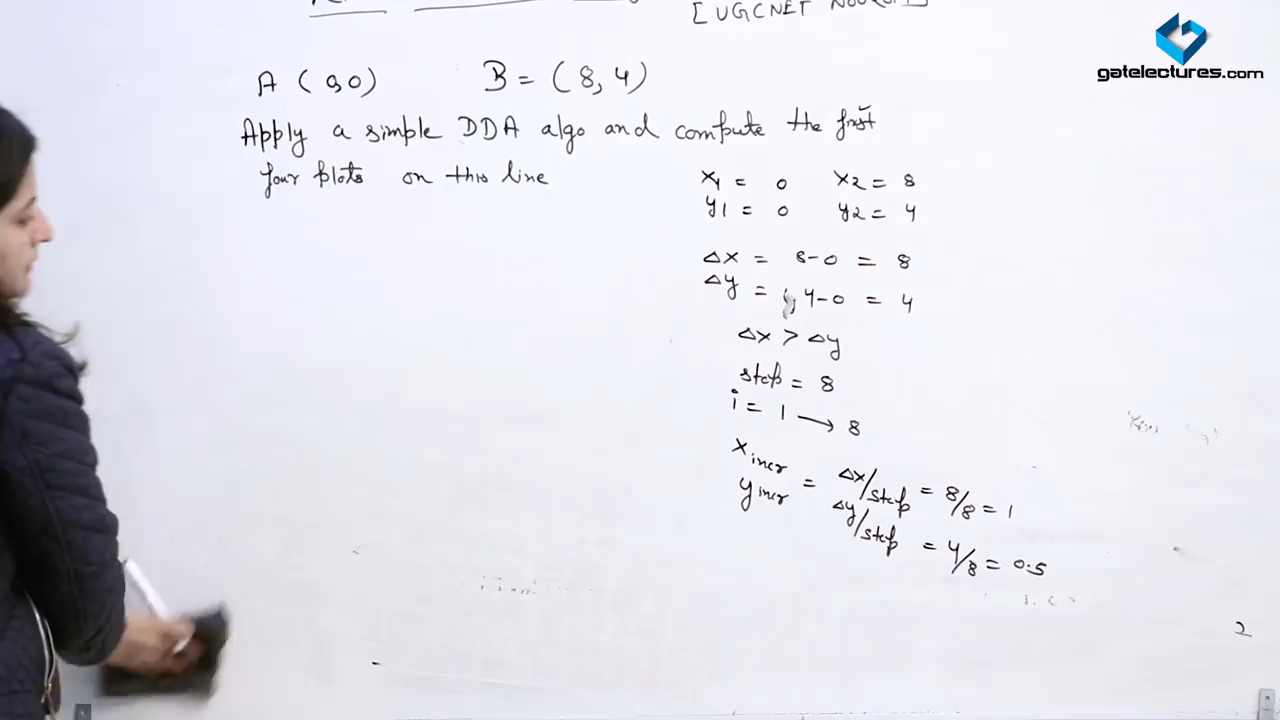 [UGCNET
gatelectures.com
A (0,0) B = (8,4)
Apply a simple DDA algo and compute the first
four plots on this line
x1 = 0 x2 = 8
y1 = 0 y2 = 4
Δx = 8-0 = 8
Δy = 4-0 = 4
Δx > Δy
step = 8
i = 1 → 8
xincr = Δx/step = 8/8 = 1
yincr = Δy/step = 4/8 = 0.5
2